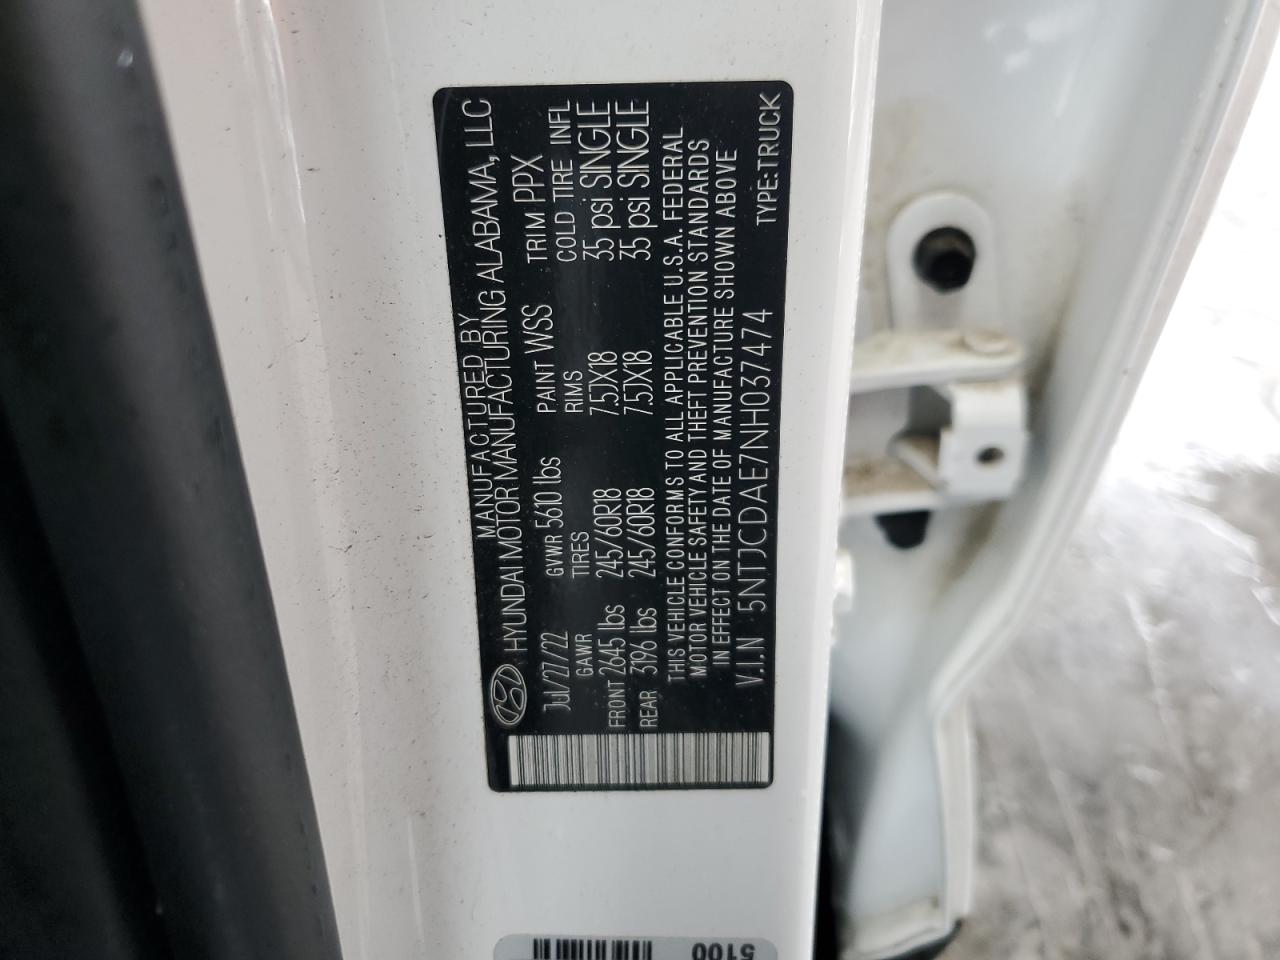 MANUFACTURED BY
HYUNDAI MOTOR MANUFACTURING ALABAMA, LLC
Jul/27/22 GVWR 5610 lbs PAINT WSS TRIM PPX
GAWR TIRES RIMS COLD TIRE INFL
FRONT 2645 lbs 245/60R18 7.5JX18 35 psi SINGLE
REAR 3196 lbs 245/60R18 7.5JX18 35 psi SINGLE
THIS VEHICLE CONFORMS TO ALL APPLICABLE U.S.A. FEDERAL
MOTOR VEHICLE SAFETY AND THEFT PREVENTION STANDARDS
IN EFFECT ON THE DATE OF MANUFACTURE SHOWN ABOVE
V.I.N 5NTJCDAE7NH037474 TYPE:TRUCK
5100